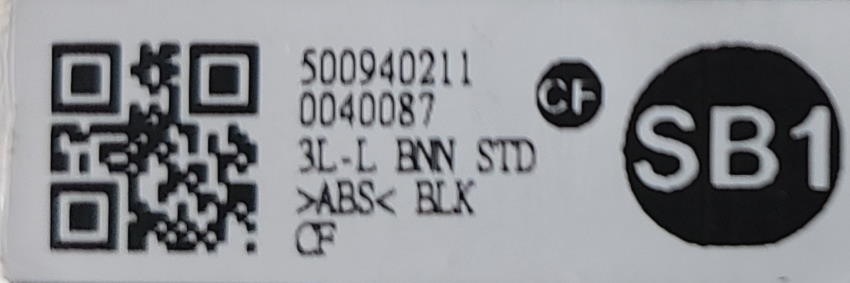 500940211
0040087
3L-L BNN STD
>ABS< BLK
CF
CF
SB1